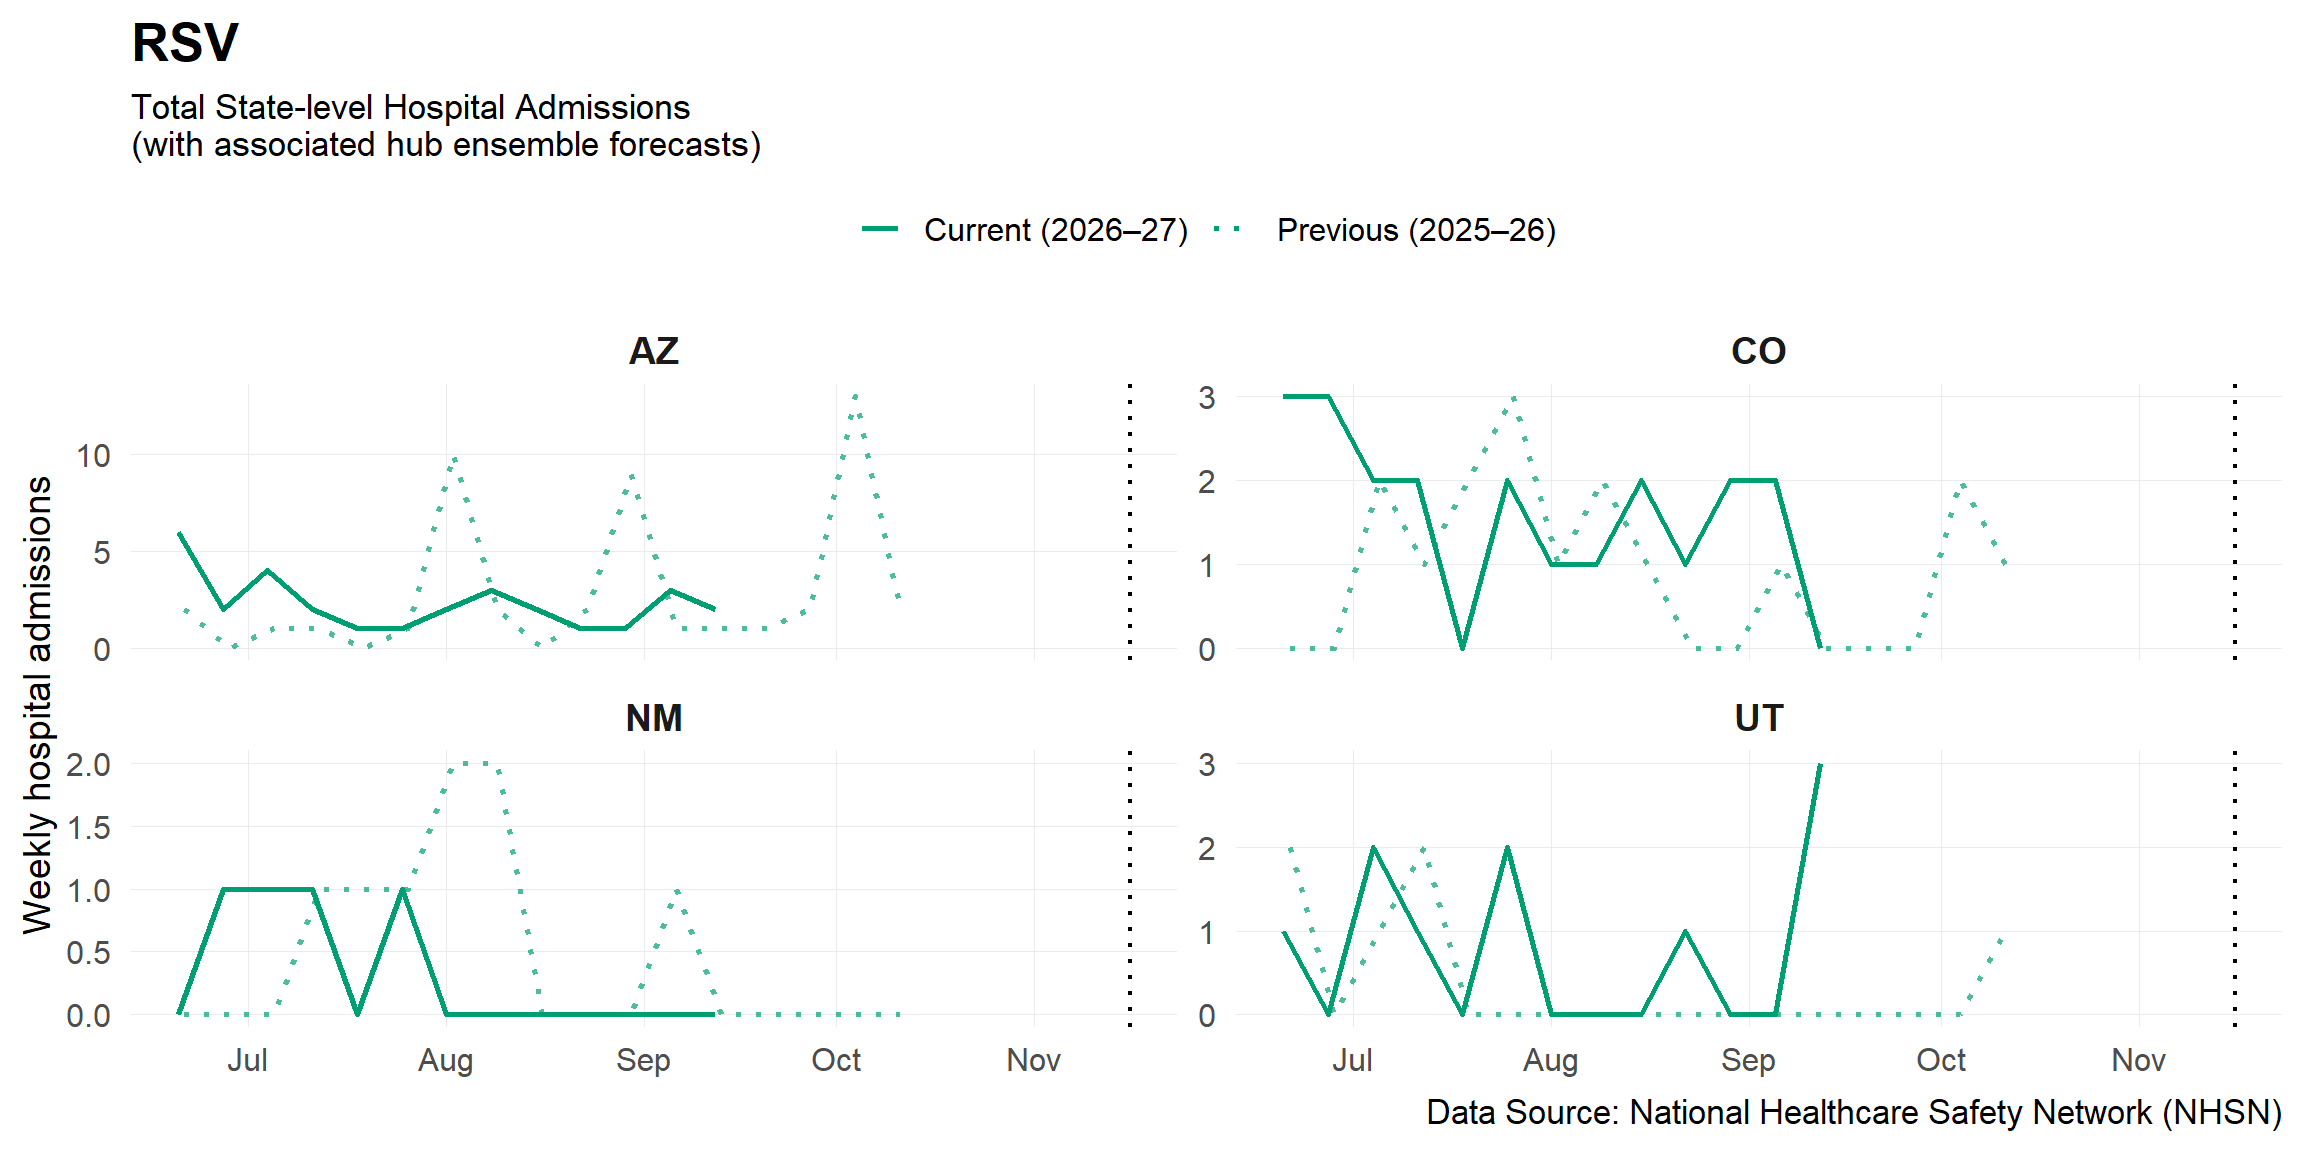 RSV
Total State-level Hospital Admissions
(with associated hub ensemble forecasts)
Current (2026–27)
Previous (2025–26)
Weekly hospital admissions
AZ
10
5
0
CO
3
2
1
0
NM
2.0
1.5
1.0
0.5
0.0
Jul
Aug
Sep
Oct
Nov
UT
3
2
1
0
Jul
Aug
Sep
Oct
Nov
Data Source: National Healthcare Safety Network (NHSN)